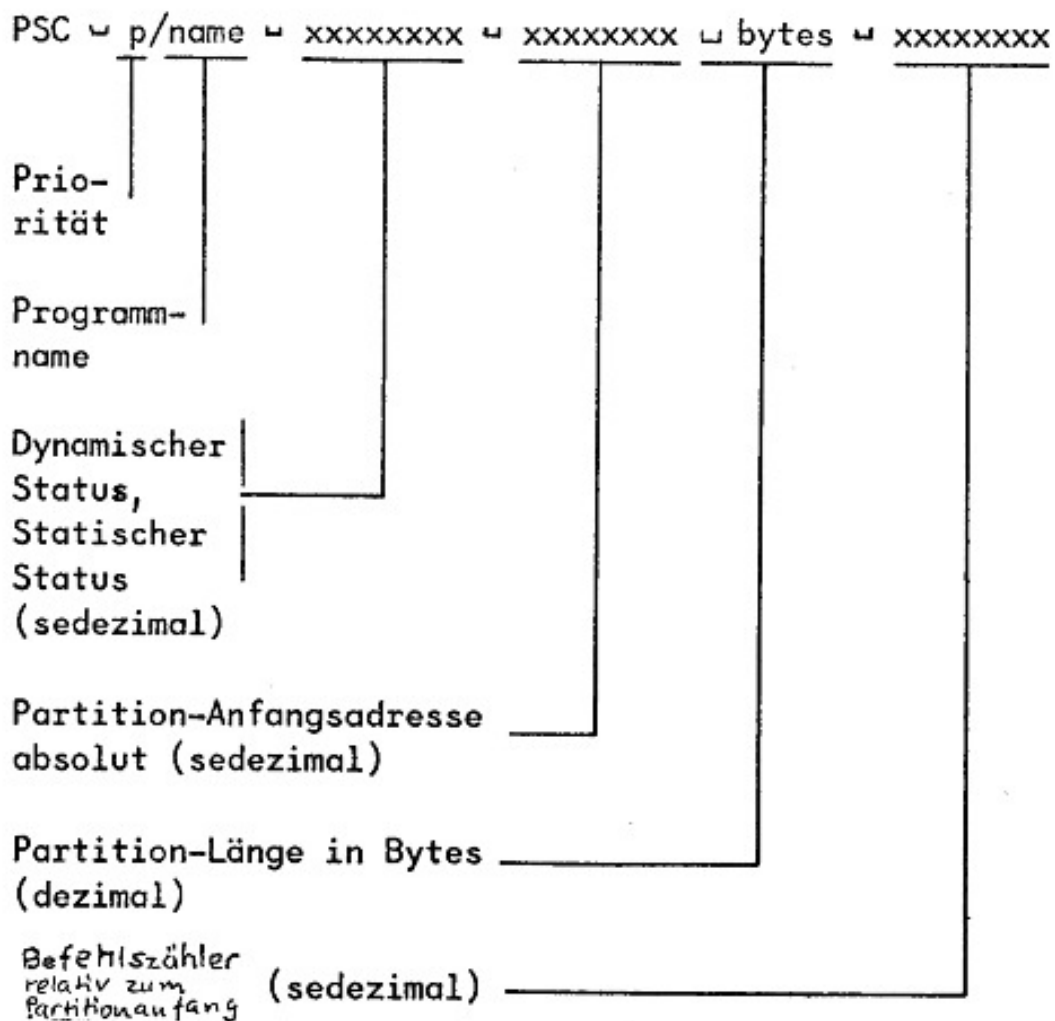 PSC ␣ p/name ␣ xxxxxxxx ␣ xxxxxxxx ␣ bytes ␣ xxxxxxxx
Prio-
rität
Programm-
name
Dynamischer
Status,
Statischer
Status
(sedezimal)
Partition-Anfangsadresse
absolut (sedezimal)
Partition-Länge in Bytes
(dezimal)
Befehlszähler
relativ zum (sedezimal)
Partitionanfang